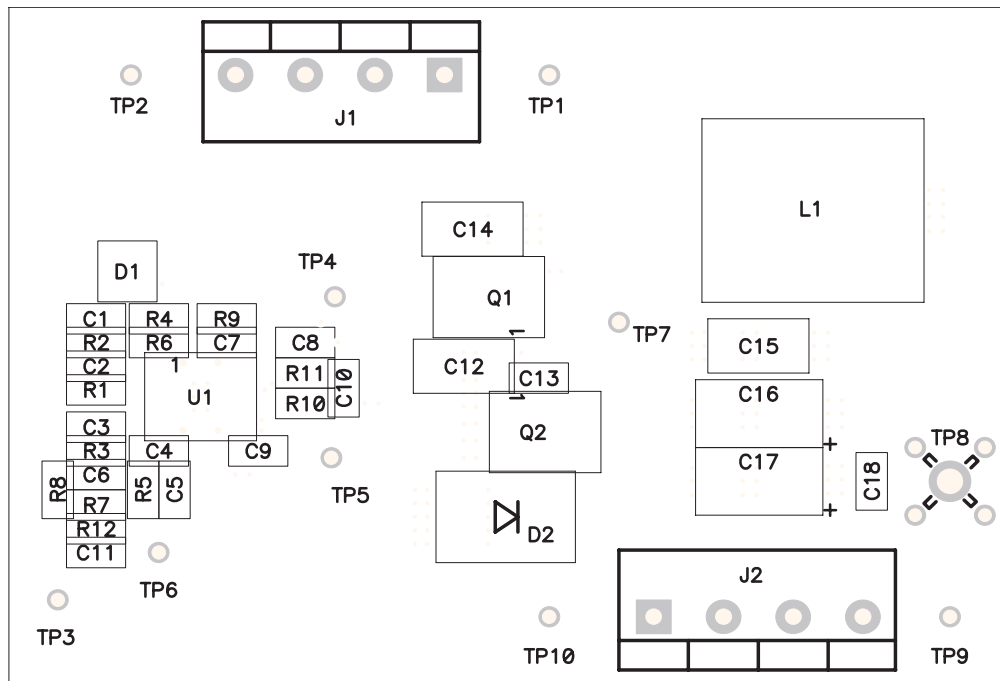 TP2
J1
TP1
L1
C14
D1
TP4
Q1
1
TP7
C1
R4
R9
R2
R6
C7
C8
C2
1
R11
C10
C12
C13
C15
R1
U1
R10
1
C16
C3
Q2
R3
C4
C9
C17
+
TP8
R8
C6
R5
C5
TP5
C18
R7
+
R12
D2
C11
TP6
J2
TP3
TP10
TP9